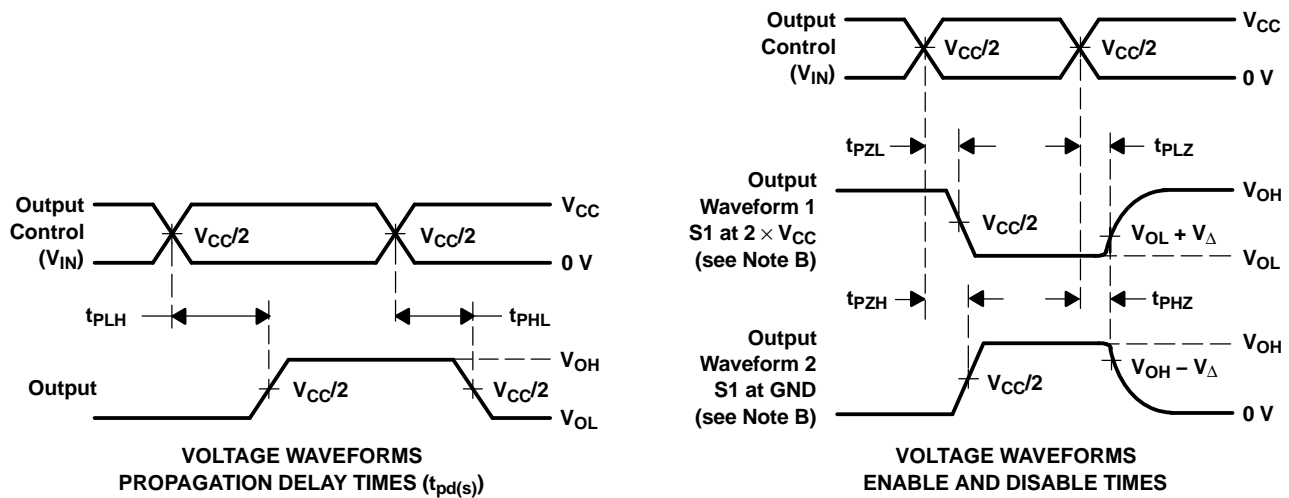 Output
Control
(VIN)
VCC
VCC/2
VCC/2
0 V
tPLH
tPHL
Output
VOH
VCC/2
VCC/2
VOL
VOLTAGE WAVEFORMS
PROPAGATION DELAY TIMES (tpd(s))
Output
Control
(VIN)
VCC
VCC/2
VCC/2
0 V
tPZL
tPLZ
Output
Waveform 1
S1 at 2 × VCC
(see Note B)
VOH
VCC/2
VOL + VΔ
VOL
tPZH
tPHZ
Output
Waveform 2
S1 at GND
(see Note B)
VOH
VCC/2
VOH − VΔ
0 V
VOLTAGE WAVEFORMS
ENABLE AND DISABLE TIMES